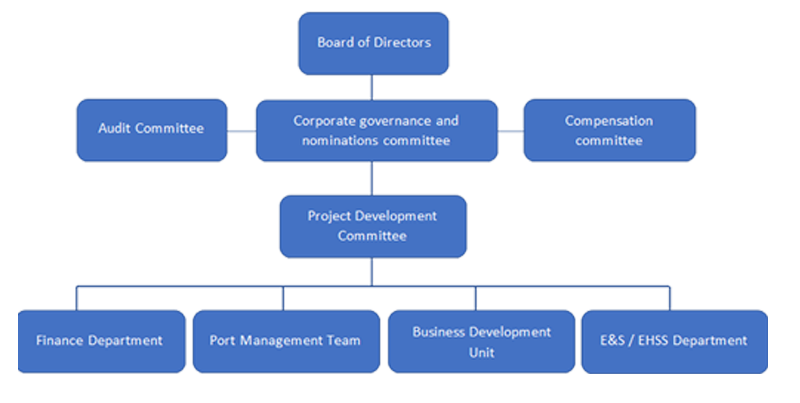 Board of Directors
Audit Committee
Corporate governance and
nominations committee
Compensation
committee
Project Development
Committee
Finance Department
Port Management Team
Business Development
Unit
E&S / EHSS Department